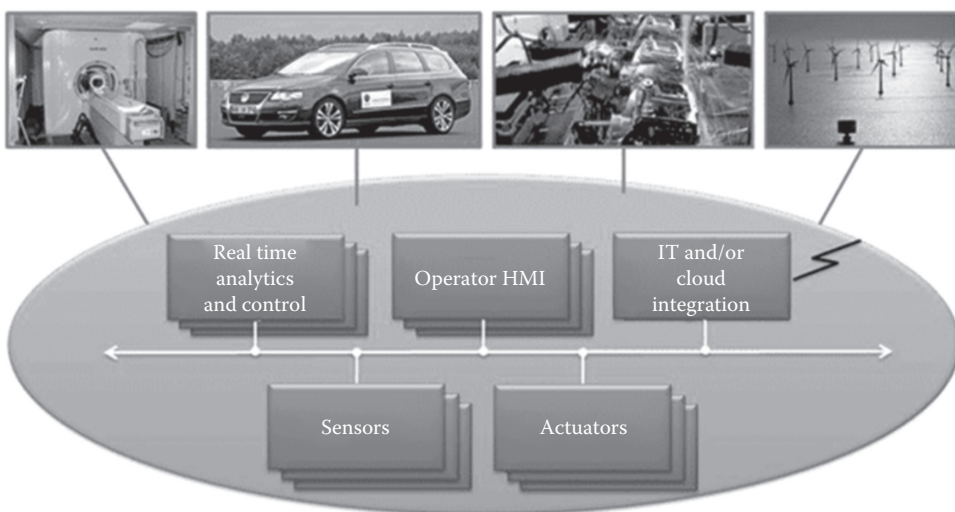 Real time
analytics
and control
Operator HMI
IT and/or
cloud
integration
Sensors
Actuators